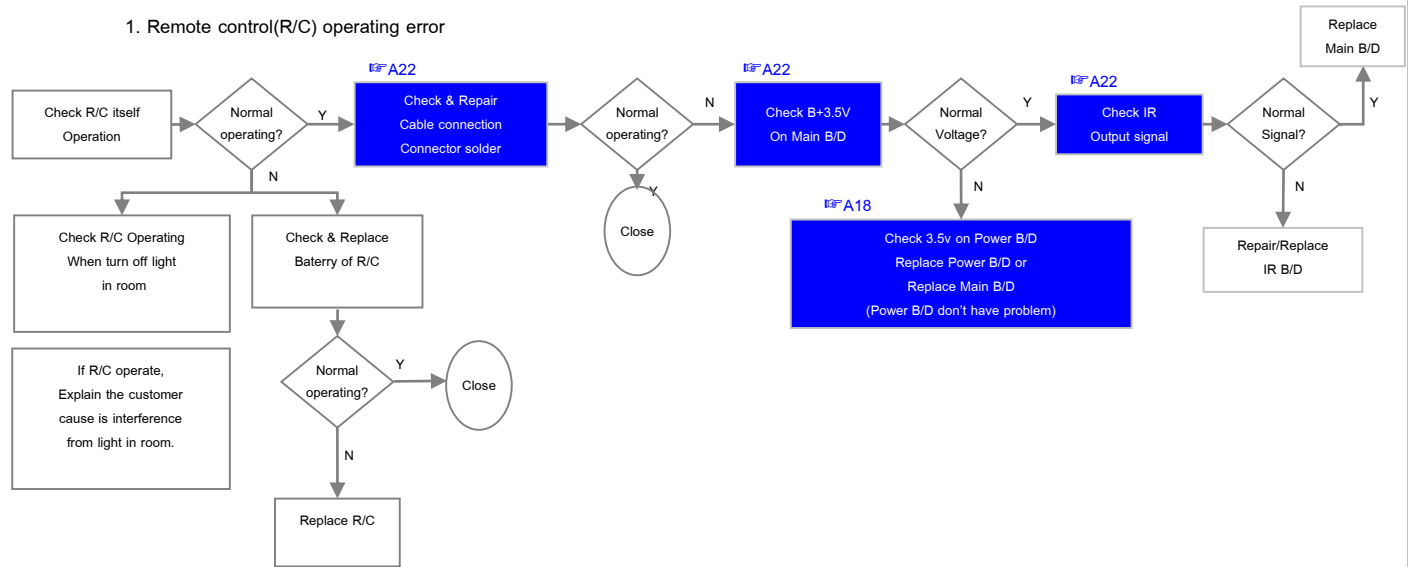 1. Remote control(R/C) operating error
Check R/C itself
Operation
Normal
operating?
Y
N
☞A22
Check & Repair
Cable connection
Connector solder
Normal
operating?
N
Y
Close
☞A22
Check B+3.5V
On Main B/D
Normal
Voltage?
Y
N
☞A22
Check IR
Output signal
Normal
Signal?
Y
N
Replace
Main B/D
Repair/Replace
IR B/D
☞A18
Check 3.5v on Power B/D
Replace Power B/D or
Replace Main B/D
(Power B/D don't have problem)
Check R/C Operating
When turn off light
in room
If R/C operate,
Explain the customer
cause is interference
from light in room.
Check & Replace
Baterry of R/C
Normal
operating?
Y
Close
N
Replace R/C